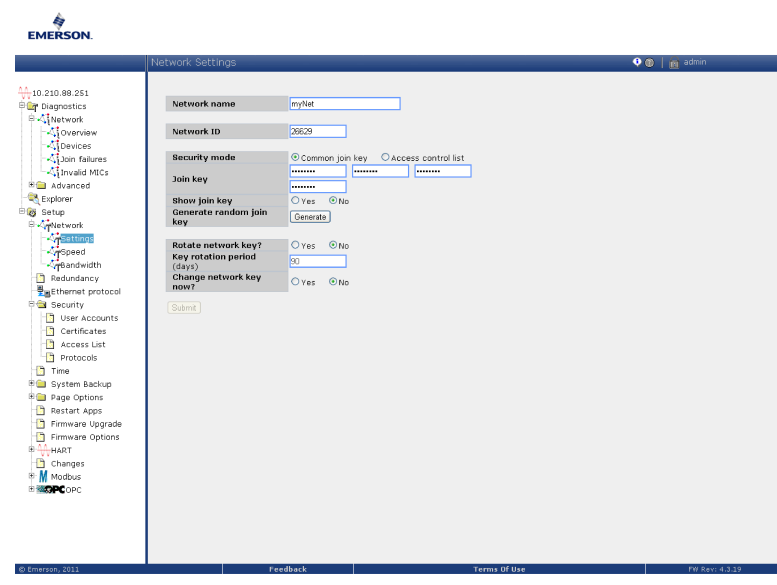 EMERSON.
Network Settings
admin
10.210.88.251
Diagnostics
Network
Overview
Devices
Join failures
Invalid MICs
Advanced
Explorer
Setup
Network
Settings
Speed
Bandwidth
Redundancy
Ethernet protocol
Security
User Accounts
Certificates
Access List
Protocols
Time
System Backup
Page Options
Restart Apps
Firmware Upgrade
Firmware Options
HART
Changes
M Modbus
OPC OPC
Network name myNet
Network ID 26629
Security mode Common join key Access control list
Join key •••••••• •••••••• ••••••••
••••••••
Show join key Yes No
Generate random join
key Generate
Rotate network key? Yes No
Key rotation period
(days) 90
Change network key
now? Yes No
Submit
© Emerson, 2011 Feedback Terms Of Use FW Rev: 4.3.19